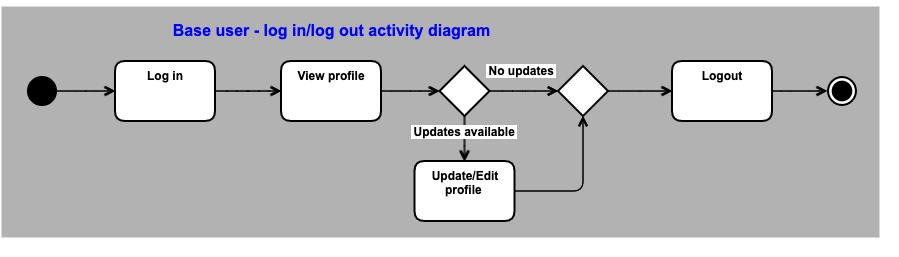 Base user - log in/log out activity diagram
Log in
View profile
No updates
Logout
Updates available
Update/Edit
profile